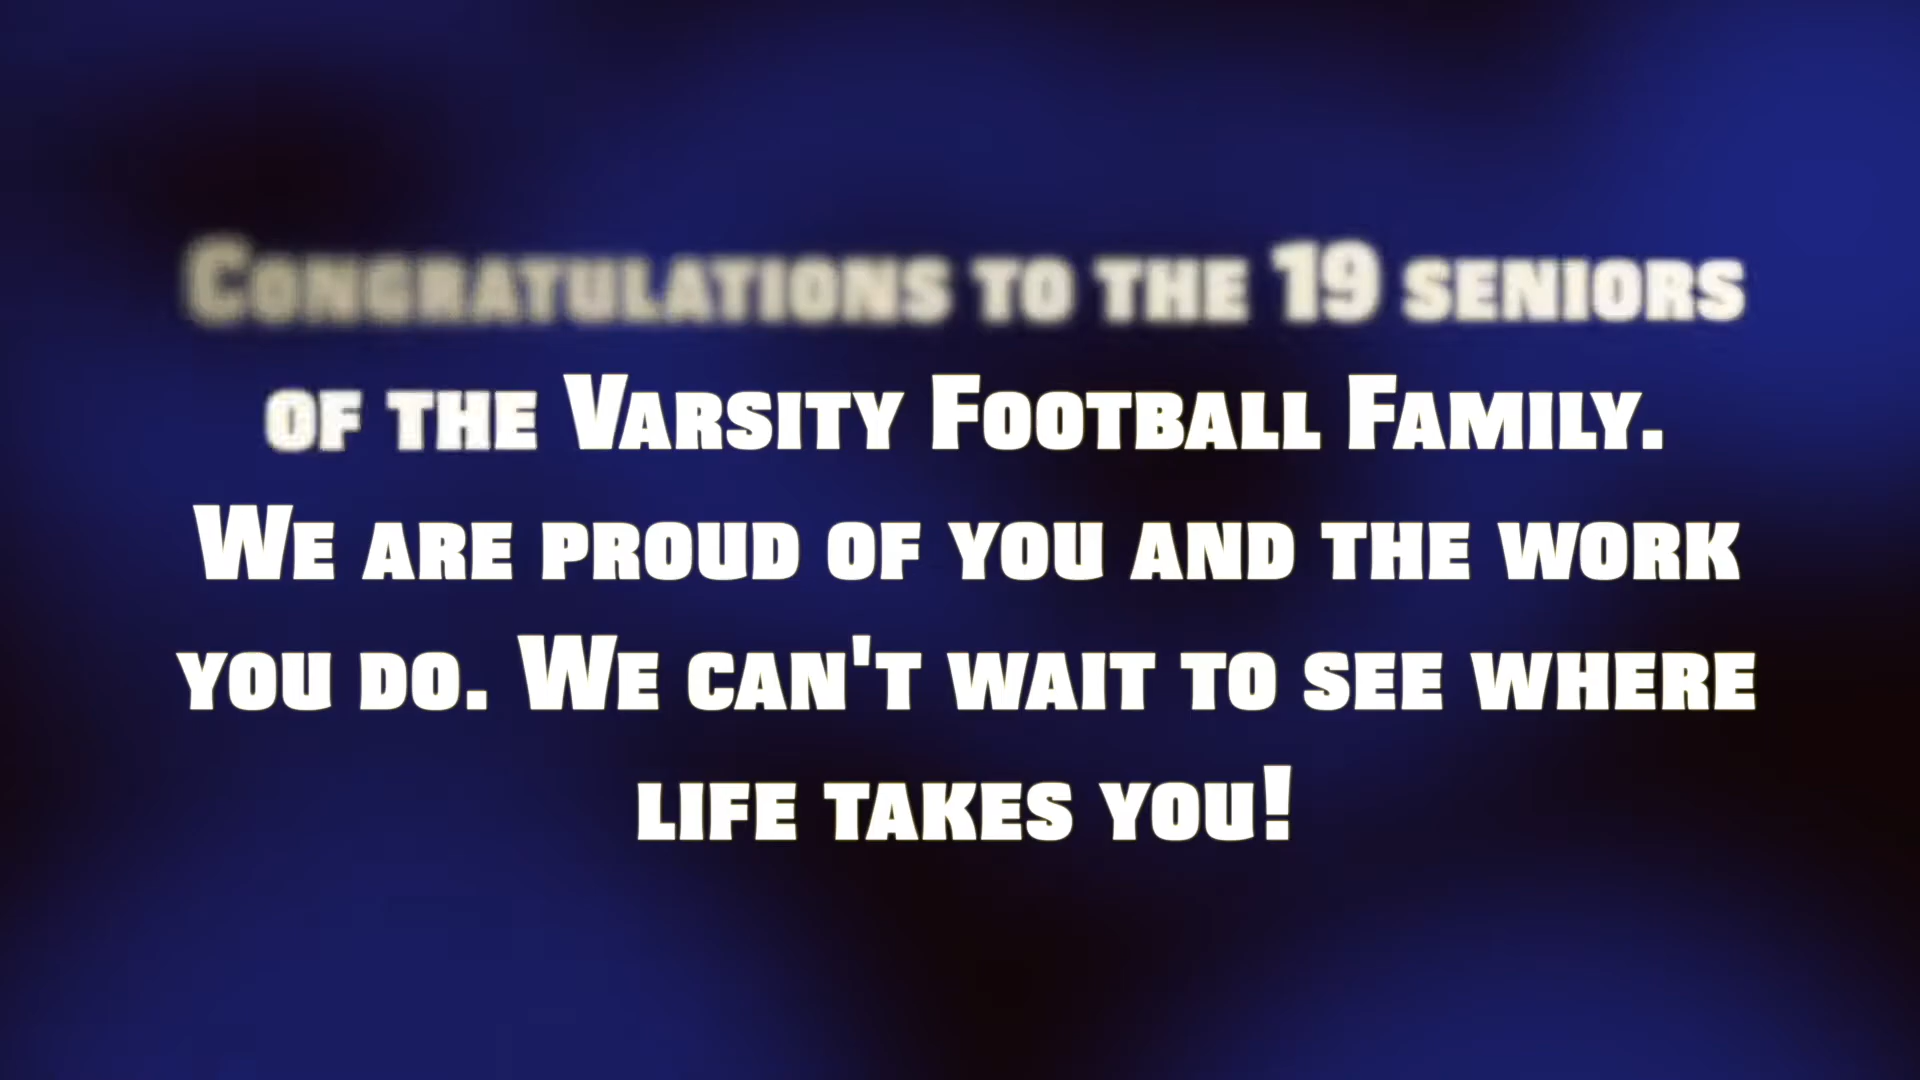 Congratulations to the 19 seniors
of the Varsity Football Family.
We are proud of you and the work
you do. We can't wait to see where
life takes you!